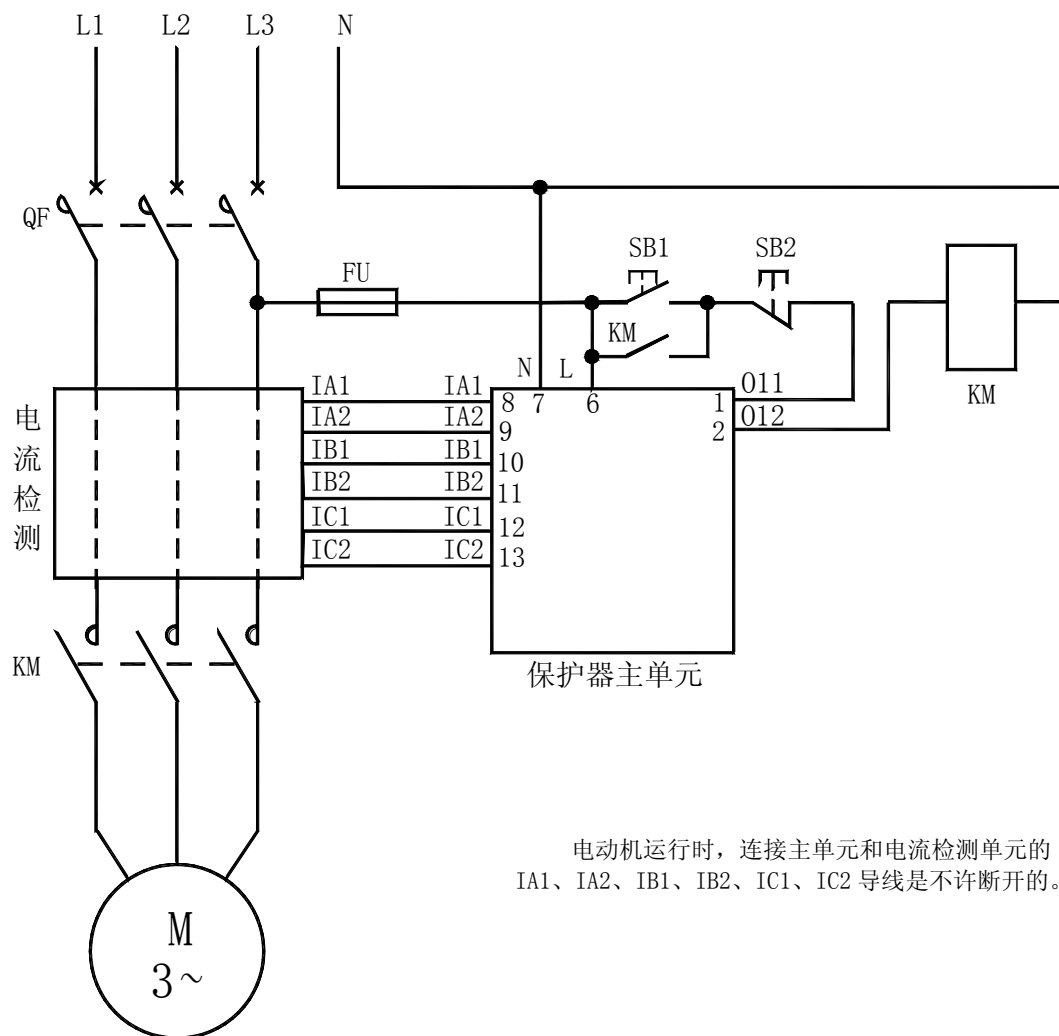 L1 L2 L3 N
QF
FU
SB1 SB2
KM
KM
N L
7 6
电流检测
IA1 IA1 8
IA2 IA2 9
IB1 IB1 10
IB2 IB2 11
IC1 IC1 12
IC2 IC2 13
1 O11
2 O12
KM
保护器主单元
M
3~
电动机运行时，连接主单元和电流检测单元的
IA1、IA2、IB1、IB2、IC1、IC2导线是不许断开的。